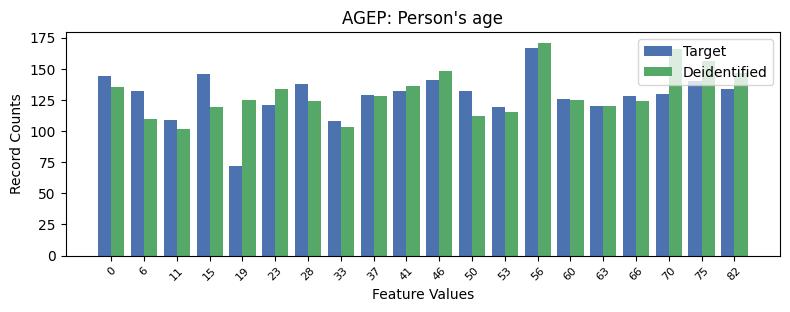 AGEP: Person's age
175
150
125
100
75
50
25
0
Record Counts
Target
Deidentified
0 6 11 15 19 23 28 33 37 41 46 50 53 56 60 63 66 70 75 82
Feature Values